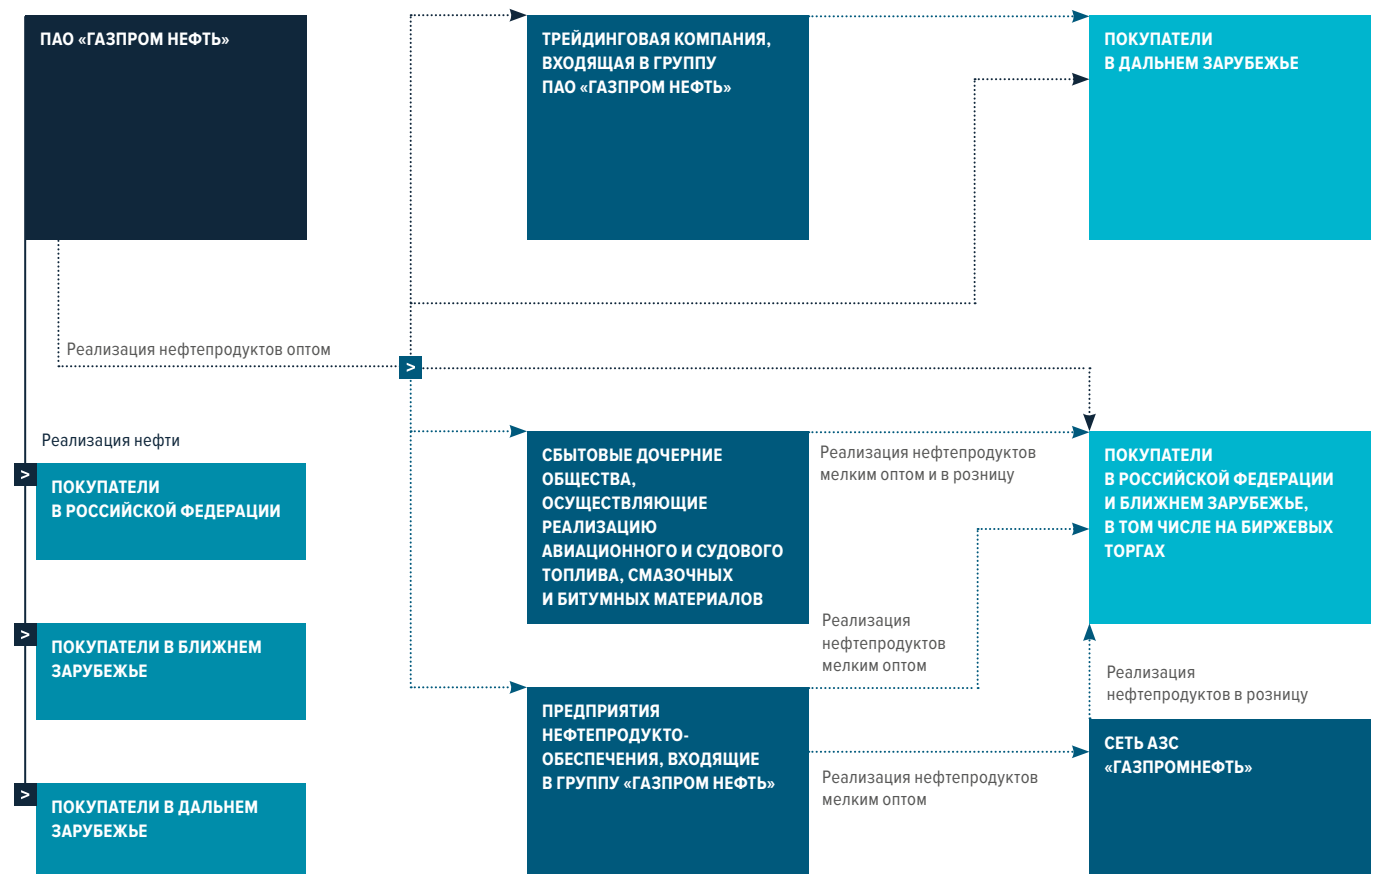 ПАО «ГАЗПРОМ НЕФТЬ»
ТРЕЙДИНГОВАЯ КОМПАНИЯ,
ВХОДЯЩАЯ В ГРУППУ
ПАО «ГАЗПРОМ НЕФТЬ»
ПОКУПАТЕЛИ
В ДАЛЬНЕМ ЗАРУБЕЖЬЕ
Реализация нефтепродуктов оптом
>
Реализация нефти
>
ПОКУПАТЕЛИ
В РОССИЙСКОЙ ФЕДЕРАЦИИ
>
ПОКУПАТЕЛИ В БЛИЖНЕМ
ЗАРУБЕЖЬЕ
>
ПОКУПАТЕЛИ В ДАЛЬНЕМ
ЗАРУБЕЖЬЕ
СБЫТОВЫЕ ДОЧЕРНИЕ
ОБЩЕСТВА,
ОСУЩЕСТВЛЯЮЩИЕ
РЕАЛИЗАЦИЮ
АВИАЦИОННОГО И СУДОВОГО
ТОПЛИВА, СМАЗОЧНЫХ
И БИТУМНЫХ МАТЕРИАЛОВ
Реализация нефтепродуктов
мелким оптом и в розницу
ПОКУПАТЕЛИ
В РОССИЙСКОЙ ФЕДЕРАЦИИ
И БЛИЖНЕМ ЗАРУБЕЖЬЕ,
В ТОМ ЧИСЛЕ НА БИРЖЕВЫХ
ТОРГАХ
Реализация
нефтепродуктов
мелким оптом
ПРЕДПРИЯТИЯ
НЕФТЕПРОДУКТО-
ОБЕСПЕЧЕНИЯ, ВХОДЯЩИЕ
В ГРУППУ «ГАЗПРОМ НЕФТЬ»
Реализация нефтепродуктов
мелким оптом
Реализация
нефтепродуктов в розницу
СЕТЬ АЗС
«ГАЗПРОМНЕФТЬ»